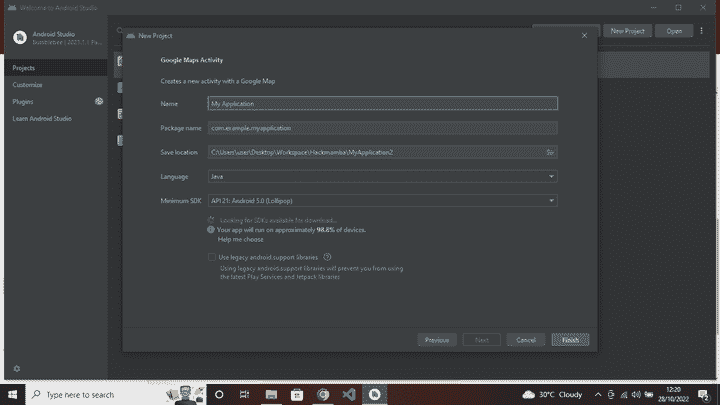 Welcome to Android Studio
Android Studio
Bumblebee | 2021.1 | Pa...
New Project
Open
Projects
Customize
Plugins
Learn Android Studio
New Project
Google Maps Activity
Creates a new activity with a Google Map
Name
My Application
Package name
com.example.myapplication
Save location
C:\Users\user\Desktop\Workspace\Hackmamba\MyApplication2
Language
Java
Minimum SDK
API 21: Android 5.0 (Lollipop)
Looking for SDKs available for download...
Your app will run on approximately 98.8% of devices.
Help me choose
Use legacy android.support libraries
Using legacy android.support libraries will prevent you from using
the latest Play Services and Jetpack libraries
Previous
Next
Cancel
Finish
Type here to search
30°C Cloudy
12:20
28/10/2022
2